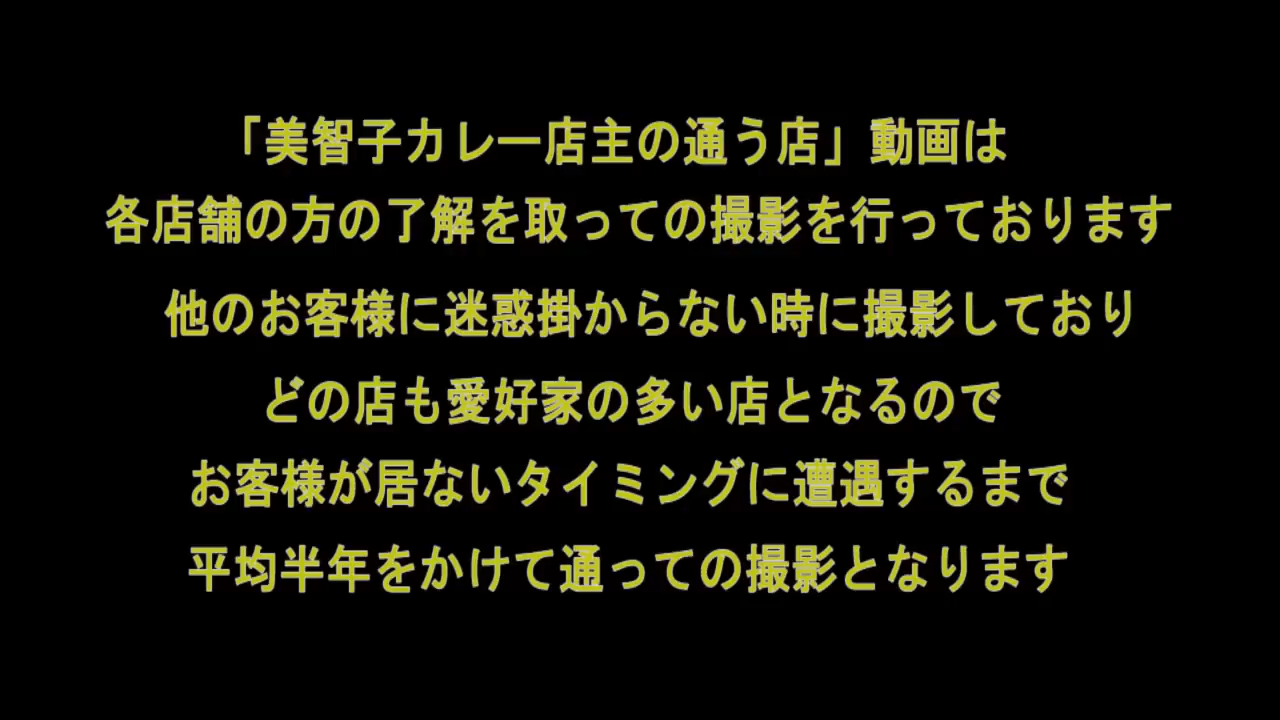 「美智子カレー店主の通う店」動画は
各店舗の方の了解を取っての撮影を行っております
他のお客様に迷惑掛からない時に撮影しており
どの店も愛好家の多い店となるので
お客様が居ないタイミングに遭遇するまで
平均半年をかけて通っての撮影となります